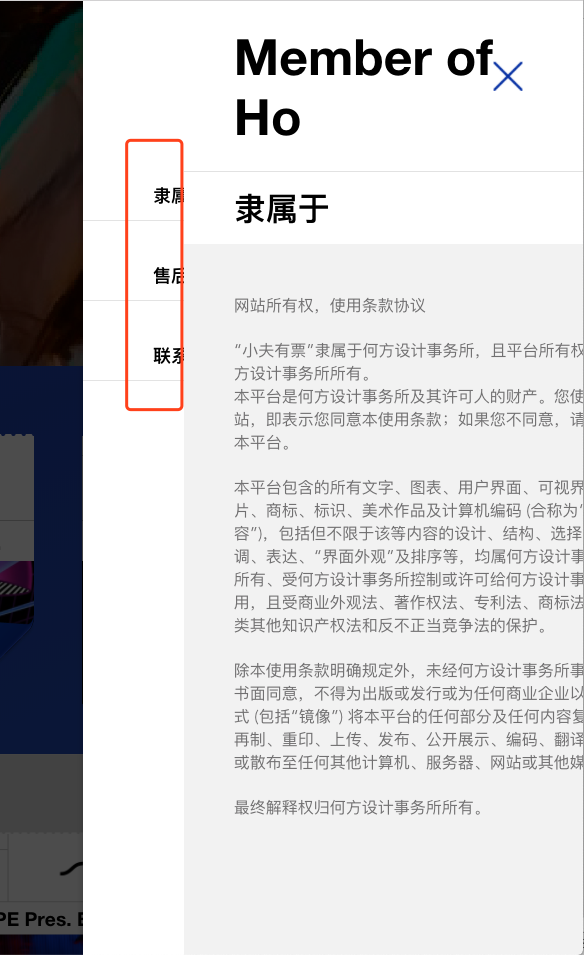 Member of
Ho
隶属
隶属于
售后
网站所有权，使用条款协议
联系
“小夫有票”隶属于何方设计事务所，且平台所有权
方设计事务所所有。
本平台是何方设计事务所及其许可人的财产。您使
站，即表示您同意本使用条款；如果您不同意，请
本平台。
本平台包含的所有文字、图表、用户界面、可视界
片、商标、标识、美术作品及计算机编码 (合称为“
容”)，包括但不限于该等内容的设计、结构、选择
调、表达、“界面外观”及排序等，均属何方设计事
所有、受何方设计事务所控制或许可给何方设计事
用，且受商业外观法、著作权法、专利法、商标法
类其他知识产权法和反不正当竞争法的保护。
除本使用条款明确规定外，未经何方设计事务所事
书面同意，不得为出版或发行或为任何商业企业以
式 (包括“镜像”) 将本平台的任何部分及任何内容复
再制、重印、上传、发布、公开展示、编码、翻译
或散布至任何其他计算机、服务器、网站或其他媒
最终解释权归何方设计事务所所有。
PE Pres. E